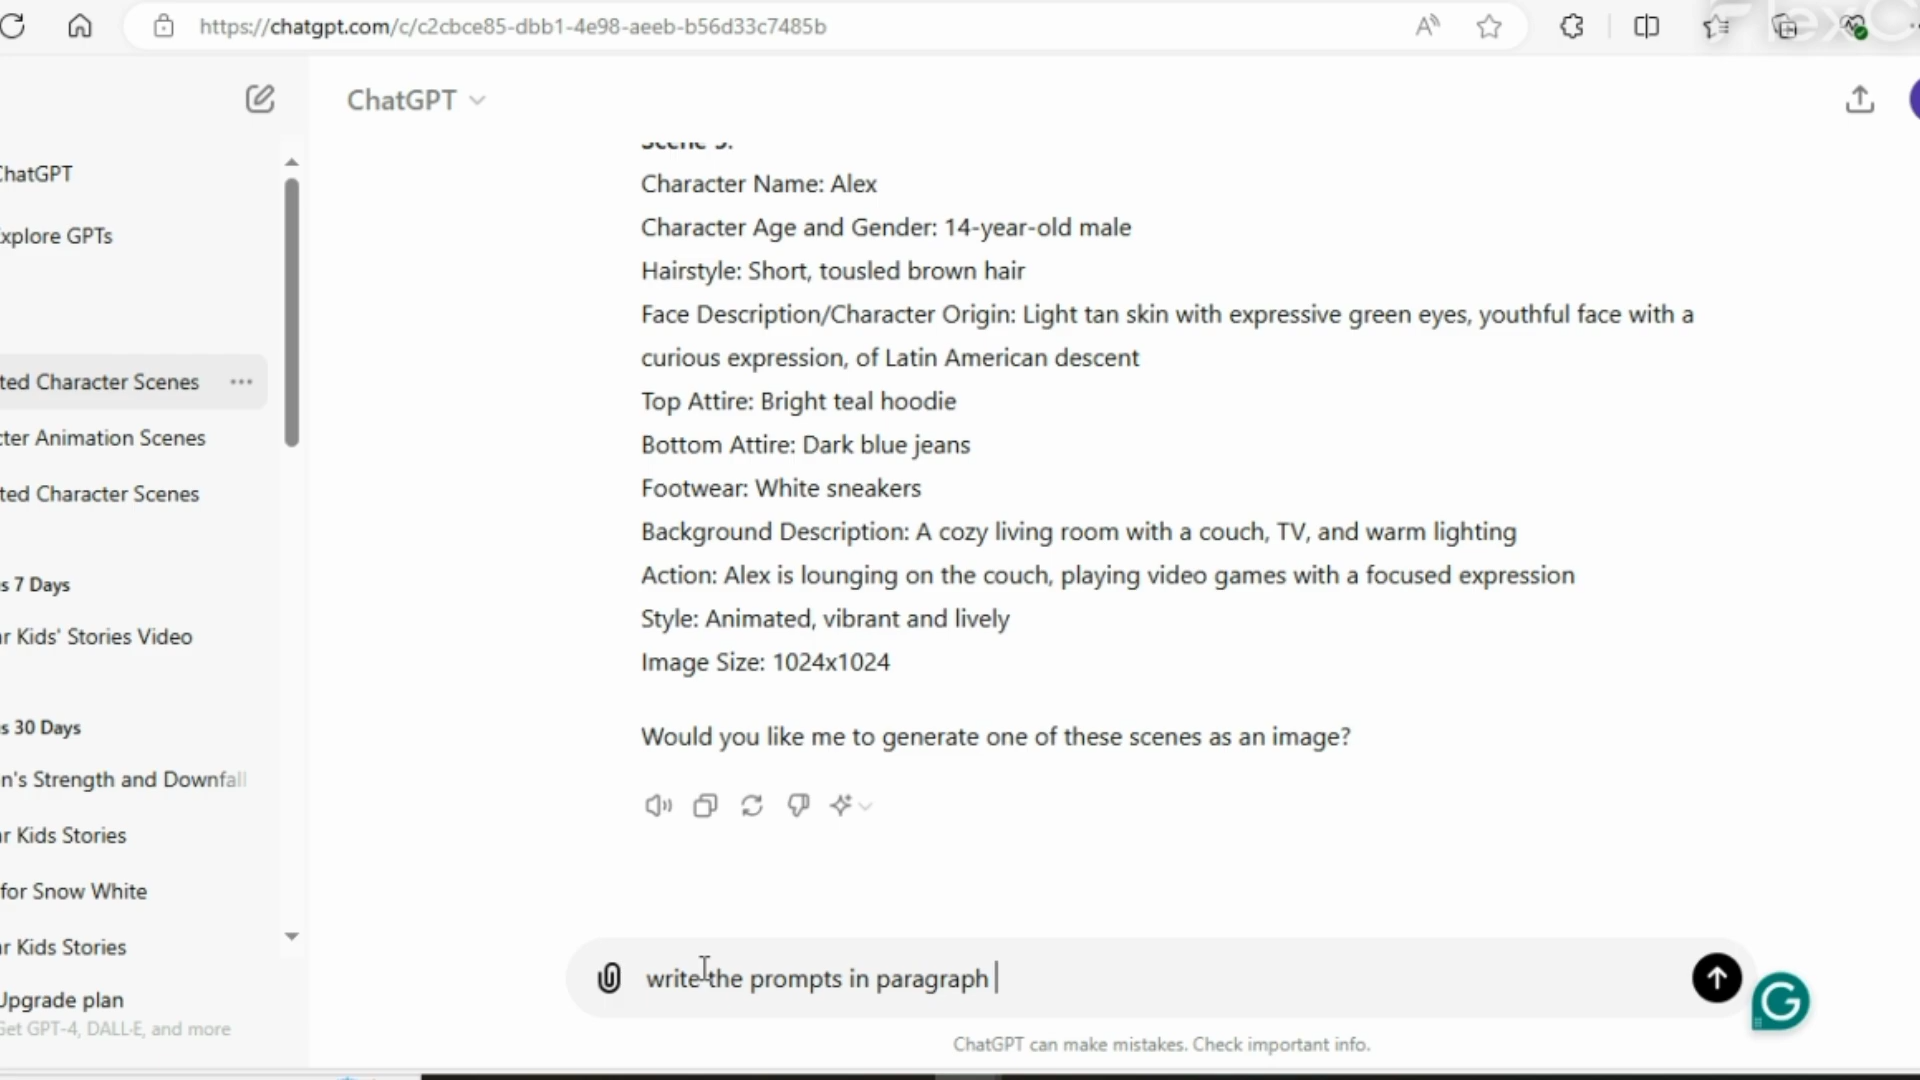 https://chatgpt.com/c/c2cbce85-dbb1-4e98-aeeb-b56d33c7485b
ChatGPT
ChatGPT
Explore GPTs
ted Character Scenes
cter Animation Scenes
ted Character Scenes
s 7 Days
r Kids' Stories Video
s 30 Days
n's Strength and Downfall
r Kids Stories
for Snow White
r Kids Stories
Upgrade plan
Get GPT-4, DALL·E, and more
Character Name: Alex
Character Age and Gender: 14-year-old male
Hairstyle: Short, tousled brown hair
Face Description/Character Origin: Light tan skin with expressive green eyes, youthful face with a
curious expression, of Latin American descent
Top Attire: Bright teal hoodie
Bottom Attire: Dark blue jeans
Footwear: White sneakers
Background Description: A cozy living room with a couch, TV, and warm lighting
Action: Alex is lounging on the couch, playing video games with a focused expression
Style: Animated, vibrant and lively
Image Size: 1024x1024
Would you like me to generate one of these scenes as an image?
write the prompts in paragraph
ChatGPT can make mistakes. Check important info.